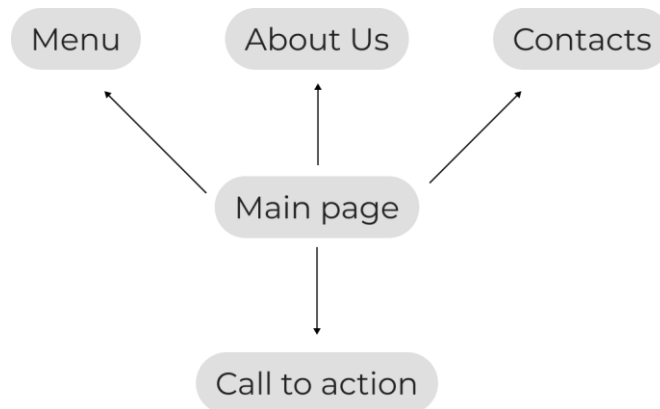 Menu
About Us
Contacts
Main page
Call to action